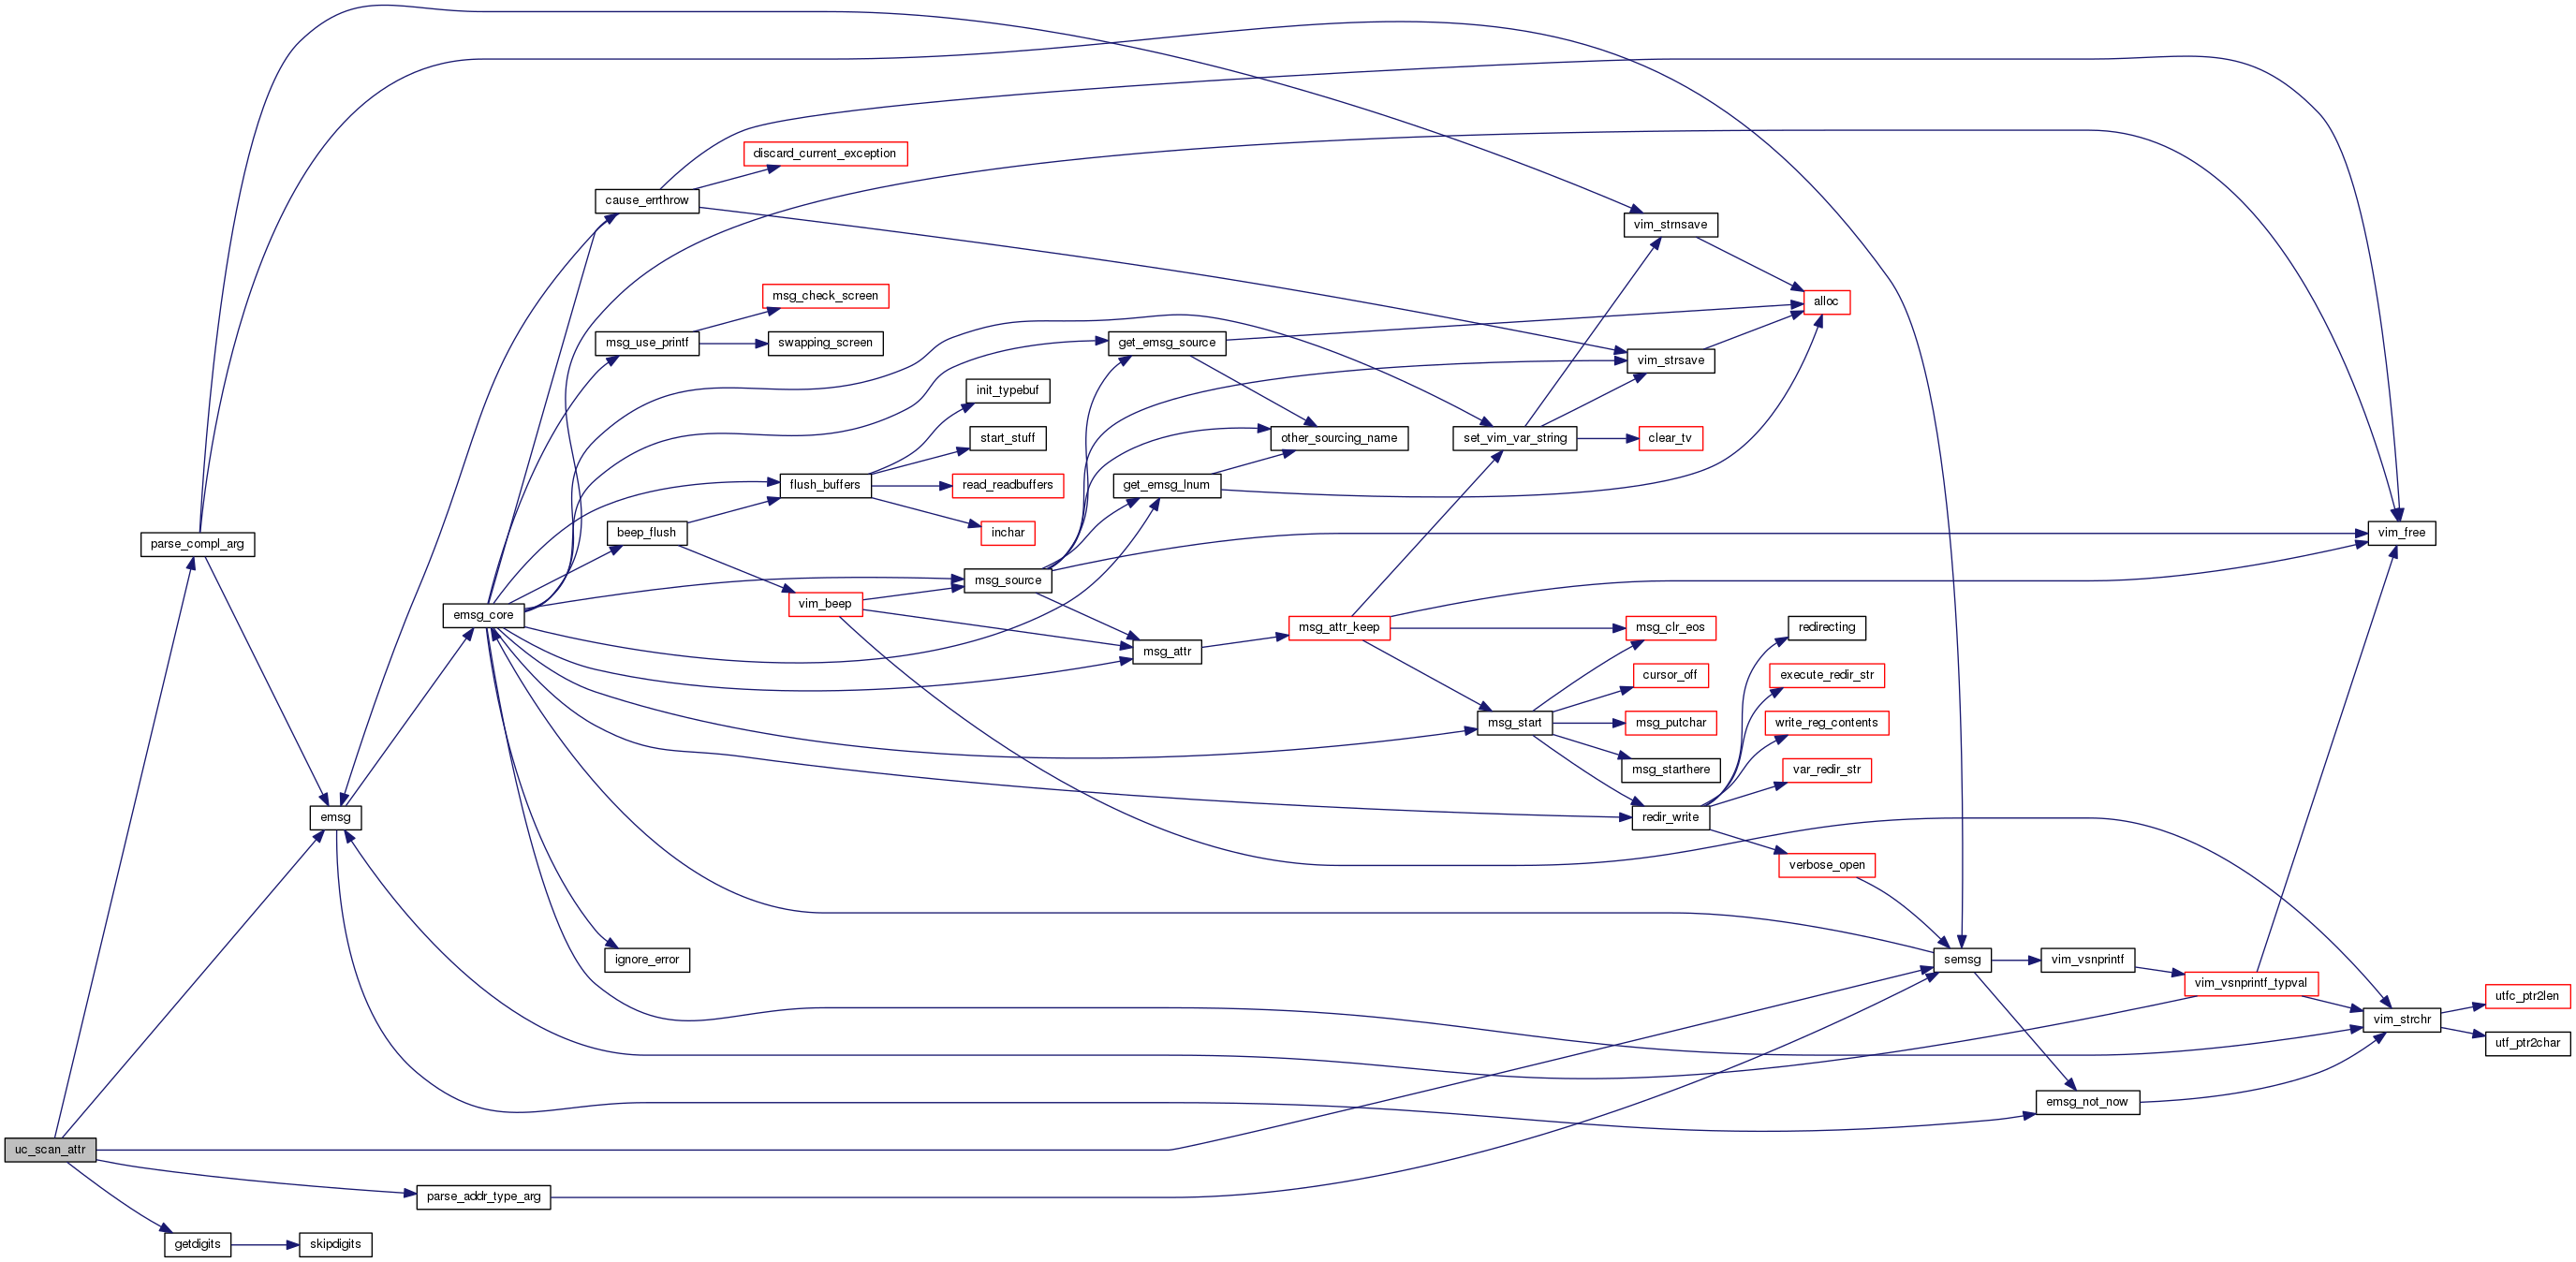 discard_current_exception
cause_errthrow
vim_strnsave
msg_check_screen
alloc
msg_use_printf
swapping_screen
get_emsg_source
vim_strsave
init_typebuf
start_stuff
other_sourcing_name
set_vim_var_string
clear_tv
flush_buffers
read_readbuffers
get_emsg_lnum
inchar
beep_flush
vim_free
parse_compl_arg
msg_source
vim_beep
emsg_core
msg_attr
msg_attr_keep
msg_clr_eos
redirecting
cursor_off
execute_redir_str
msg_start
msg_putchar
write_reg_contents
msg_starthere
var_redir_str
emsg
redir_write
verbose_open
ignore_error
semsg
vim_vsnprintf
vim_vsnprintf_typval
utfc_ptr2len
vim_strchr
utf_ptr2char
emsg_not_now
uc_scan_attr
parse_addr_type_arg
getdigits
skipdigits